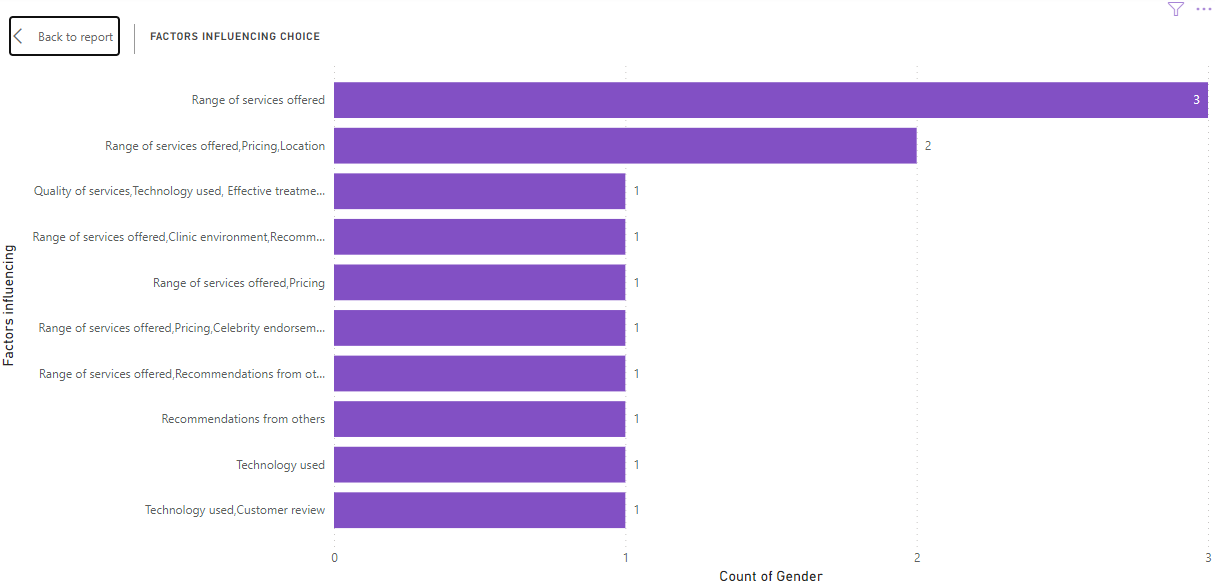 Back to report
FACTORS INFLUENCING CHOICE
Factors influencing
Range of services offered
3
Range of services offered,Pricing,Location
2
Quality of services,Technology used, Effective treatme...
1
Range of services offered,Clinic environment,Recomm...
1
Range of services offered,Pricing
1
Range of services offered,Pricing,Celebrity endorsem...
1
Range of services offered,Recommendations from ot...
1
Recommendations from others
1
Technology used
1
Technology used,Customer review
1
0 1 2 3
Count of Gender